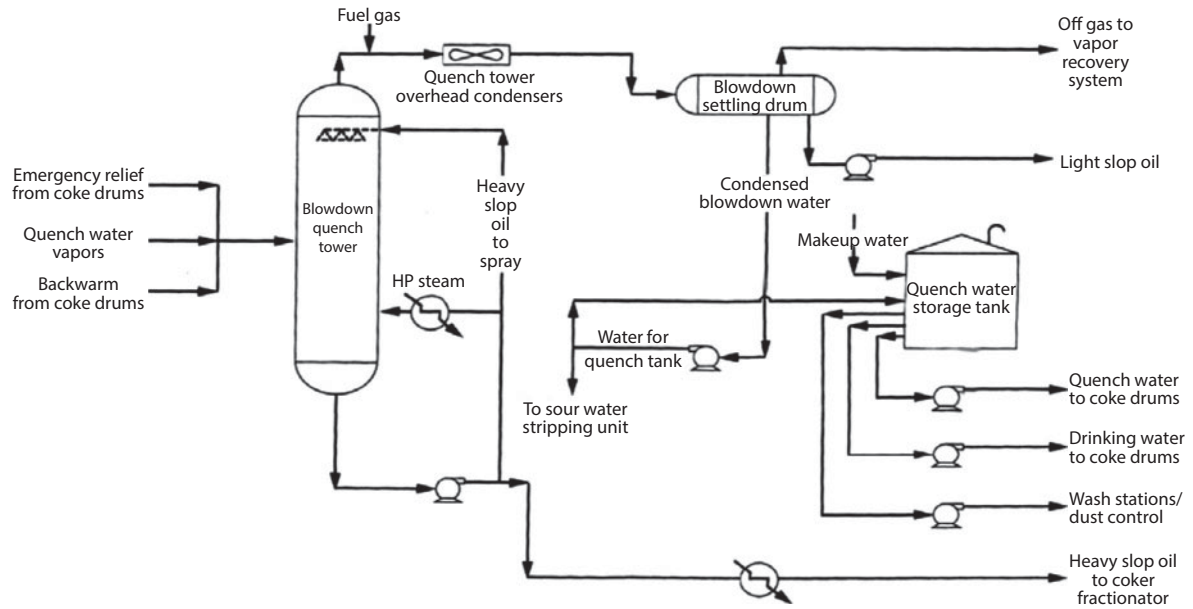 Fuel gas
Quench tower
overhead condensers
Off gas to
vapor
recovery
system
Blowdown
settling drum
Light slop oil
Emergency relief
from coke drums
Quench water
vapors
Backwarm
from coke drums
Blowdown
quench
tower
Heavy
slop
oil
to
spray
HP steam
Condensed
blowdown water
Makeup water
Quench water
storage tank
Water for
quench tank
To sour water
stripping unit
Quench water
to coke drums
Drinking water
to coke drums
Wash stations/
dust control
Heavy slop oil
to coker
fractionator